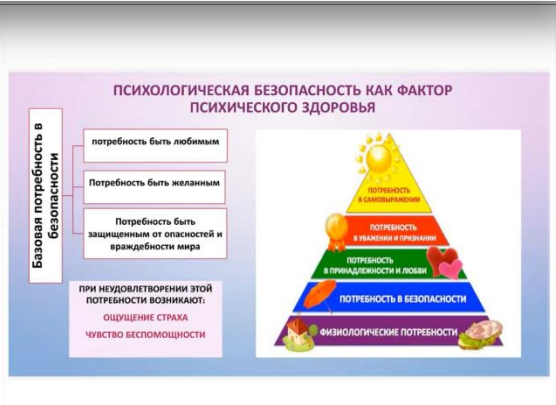 ПСИХОЛОГИЧЕСКАЯ БЕЗОПАСНОСТЬ КАК ФАКТОР
ПСИХИЧЕСКОГО ЗДОРОВЬЯ
Базовая потребность в
безопасности
потребность быть любимым
Потребность быть желанным
Потребность быть
защищенным от опасностей и
враждебности мира
ПРИ НЕУДОВЛЕТВОРЕНИИ ЭТОЙ
ПОТРЕБНОСТИ ВОЗНИКАЮТ:
ОЩУЩЕНИЕ СТРАХА
ЧУВСТВО БЕСПОМОЩНОСТИ
ПОТРЕБНОСТЬ
В САМОВЫРАЖЕНИИ
ПОТРЕБНОСТЬ
В УВАЖЕНИИ И ПРИЗНАНИИ
ПОТРЕБНОСТЬ
В ПРИНАДЛЕЖНОСТИ И ЛЮБВИ
ПОТРЕБНОСТЬ В БЕЗОПАСНОСТИ
ФИЗИОЛОГИЧЕСКИЕ ПОТРЕБНОСТИ